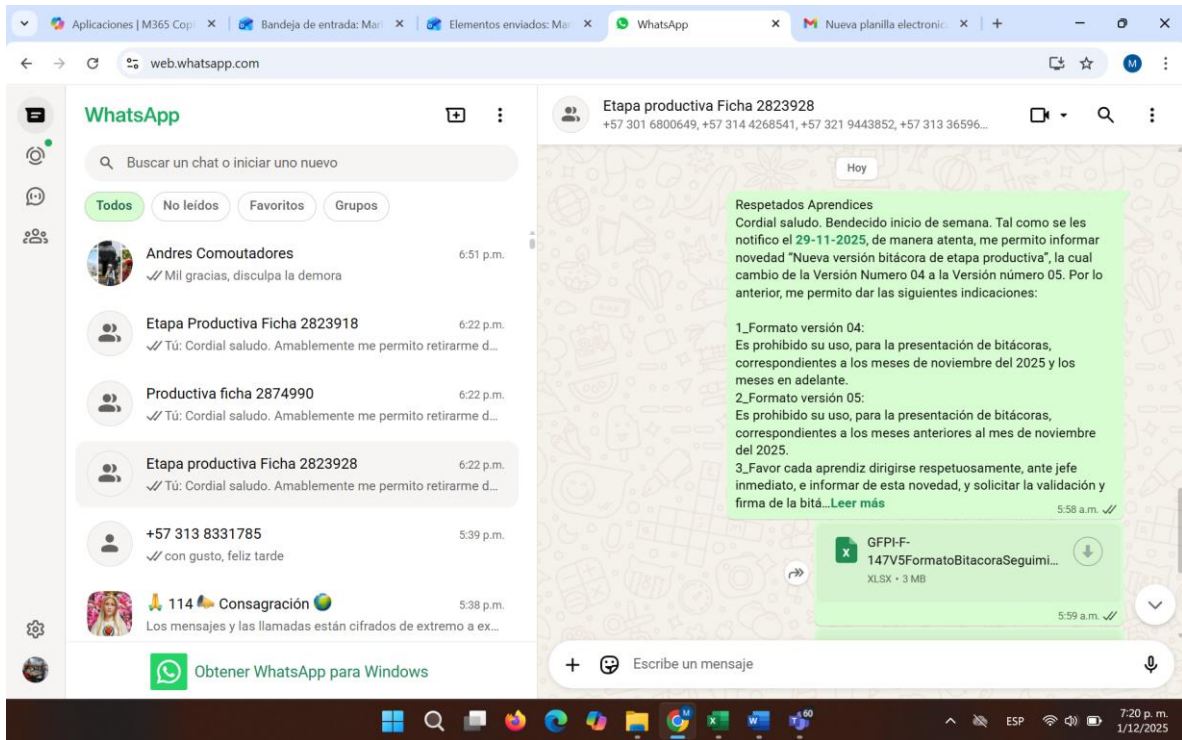 Aplicaciones | M365 Cop
Bandeja de entrada: Mar
Elementos enviados: Ma
WhatsApp
Nueva planilla electronic
web.whatsapp.com
M
WhatsApp
Buscar un chat o iniciar uno nuevo
Todos
No leídos
Favoritos
Grupos
Andres Comoutadores
6:51 p.m.
Mil gracias, disculpa la demora
Etapa Productiva Ficha 2823918
6:22 p.m.
Tú: Cordial saludo. Amablemente me permito retirarme d...
Productiva ficha 2874990
6:22 p.m.
Tú: Cordial saludo. Amablemente me permito retirarme d...
Etapa productiva Ficha 2823928
6:22 p.m.
Tú: Cordial saludo. Amablemente me permito retirarme d...
+57 313 8331785
5:39 p.m.
con gusto, feliz tarde
🙏 114 📣 Consagración 🌎
5:38 p.m.
Los mensajes y las llamadas están cifrados de extremo a ex...
Obtener WhatsApp para Windows
Etapa productiva Ficha 2823928
+57 301 6800649, +57 314 4268541, +57 321 9443852, +57 313 36596...
Hoy
Respetados Aprendices
Cordial saludo. Bendecido inicio de semana. Tal como se les
notifico el 29-11-2025, de manera atenta, me permito informar
novedad "Nueva versión bitácora de etapa productiva", la cual
cambio de la Versión Numero 04 a la Versión número 05. Por lo
anterior, me permito dar las siguientes indicaciones:
1_Formato versión 04:
Es prohibido su uso, para la presentación de bitácoras,
correspondientes a los meses de noviembre del 2025 y los
meses en adelante.
2_Formato versión 05:
Es prohibido su uso, para la presentación de bitácoras,
correspondientes a los meses anteriores al mes de noviembre
del 2025.
3_Favor cada aprendiz dirigirse respetuosamente, ante jefe
inmediato, e informar de esta novedad, y solicitar la validación y
firma de la bitá...Leer más
5:58 a.m.
GFPI-F-
147V5FormatoBitacoraSeguimi...
XLSX • 3 MB
5:59 a.m.
Escribe un mensaje
60
ESP
7:20 p. m.
1/12/2025